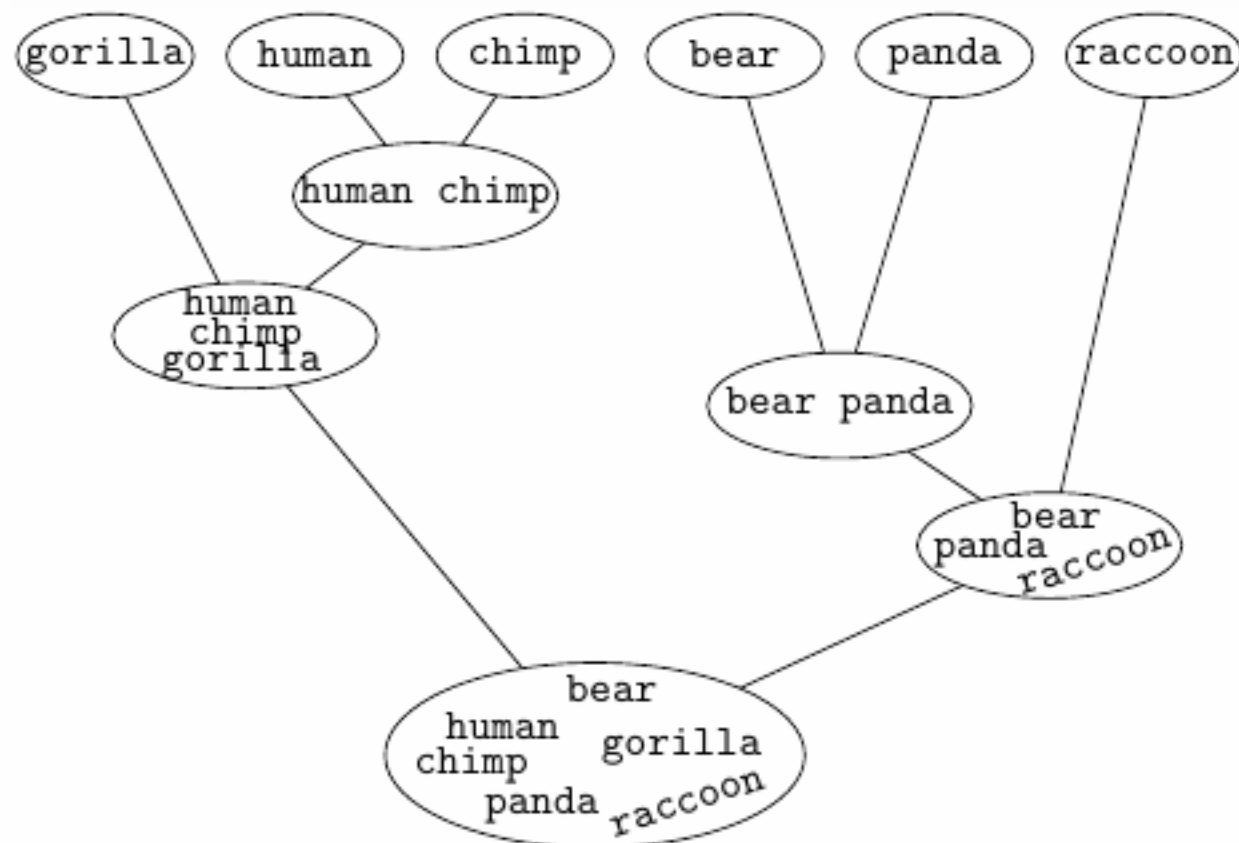 gorilla human chimp bear panda raccoon
human chimp
human
chimp
gorilla
bear panda
bear
panda
raccoon
bear
human
gorilla
chimp
panda
raccoon